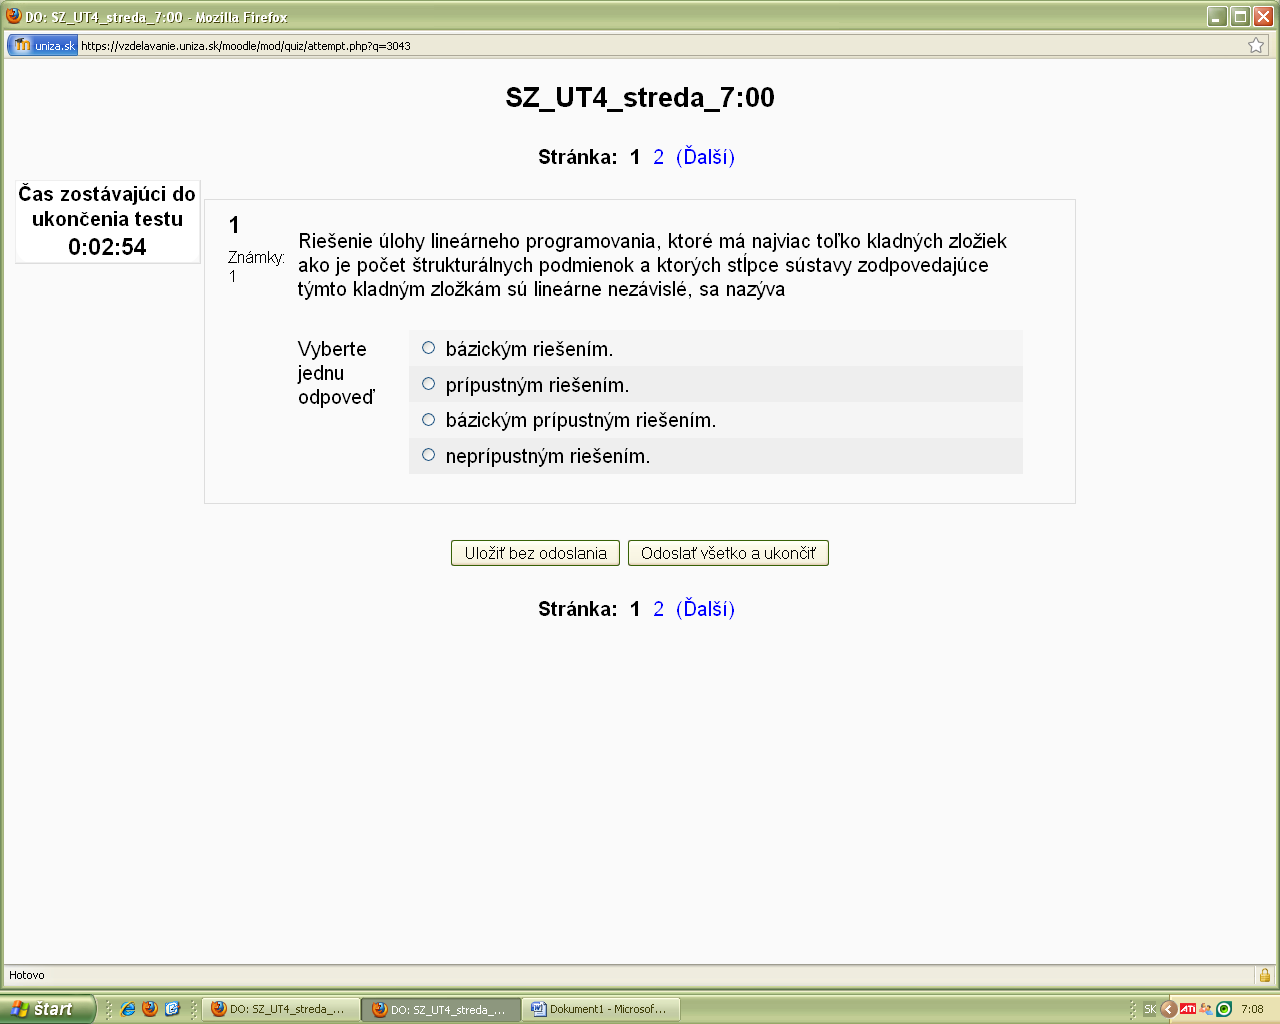 DO: SZ_UT4_streda_7:00 - Mozilla Firefox
uniza.sk https://vzdelavanie.uniza.sk/moodle/mod/quiz/attempt.php?q=3043
SZ_UT4_streda_7:00
Stránka: 1 2 (Ďalší)
Čas zostávajúci do
ukončenia testu
0:02:54
1
Známky:
1
Riešenie úlohy lineárneho programovania, ktoré má najviac toľko kladných zložiek
ako je počet štrukturálnych podmienok a ktorých stĺpce sústavy zodpovedajúce
týmto kladným zložkám sú lineárne nezávislé, sa nazýva
Vyberte
jednu
odpoveď
bázickým riešením.
prípustným riešením.
bázickým prípustným riešením.
neprípustným riešením.
Uložiť bez odoslania Odoslať všetko a ukončiť
Stránka: 1 2 (Ďalší)
Hotovo
štart DO: SZ_UT4_streda_... DO: SZ_UT4_streda_... Dokument1 - Microsof... SK ATI 7:08